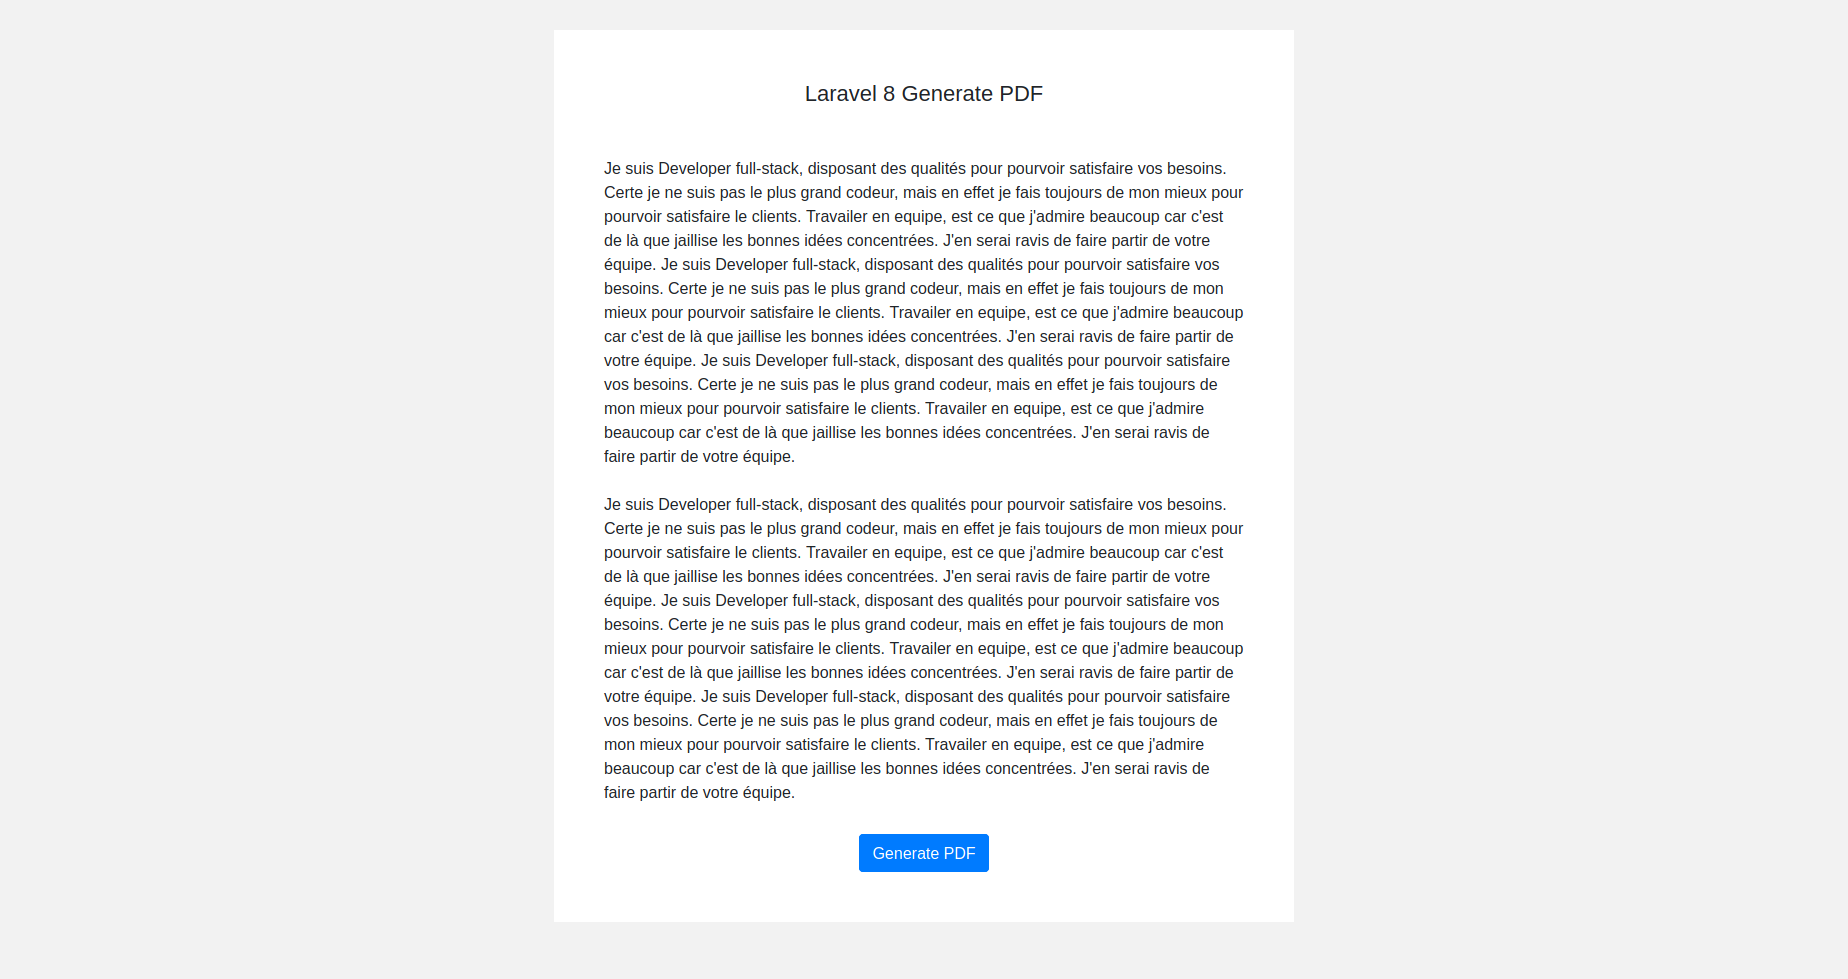 Laravel 8 Generate PDF
Je suis Developer full-stack, disposant des qualités pour pourvoir satisfaire vos besoins.
Certe je ne suis pas le plus grand codeur, mais en effet je fais toujours de mon mieux pour
pourvoir satisfaire le clients. Travailer en equipe, est ce que j'admire beaucoup car c'est
de là que jaillise les bonnes idées concentrées. J'en serai ravis de faire partir de votre
équipe. Je suis Developer full-stack, disposant des qualités pour pourvoir satisfaire vos
besoins. Certe je ne suis pas le plus grand codeur, mais en effet je fais toujours de mon
mieux pour pourvoir satisfaire le clients. Travailer en equipe, est ce que j'admire beaucoup
car c'est de là que jaillise les bonnes idées concentrées. J'en serai ravis de faire partir de
votre équipe. Je suis Developer full-stack, disposant des qualités pour pourvoir satisfaire
vos besoins. Certe je ne suis pas le plus grand codeur, mais en effet je fais toujours de
mon mieux pour pourvoir satisfaire le clients. Travailer en equipe, est ce que j'admire
beaucoup car c'est de là que jaillise les bonnes idées concentrées. J'en serai ravis de
faire partir de votre équipe.
Je suis Developer full-stack, disposant des qualités pour pourvoir satisfaire vos besoins.
Certe je ne suis pas le plus grand codeur, mais en effet je fais toujours de mon mieux pour
pourvoir satisfaire le clients. Travailer en equipe, est ce que j'admire beaucoup car c'est
de là que jaillise les bonnes idées concentrées. J'en serai ravis de faire partir de votre
équipe. Je suis Developer full-stack, disposant des qualités pour pourvoir satisfaire vos
besoins. Certe je ne suis pas le plus grand codeur, mais en effet je fais toujours de mon
mieux pour pourvoir satisfaire le clients. Travailer en equipe, est ce que j'admire beaucoup
car c'est de là que jaillise les bonnes idées concentrées. J'en serai ravis de faire partir de
votre équipe. Je suis Developer full-stack, disposant des qualités pour pourvoir satisfaire
vos besoins. Certe je ne suis pas le plus grand codeur, mais en effet je fais toujours de
mon mieux pour pourvoir satisfaire le clients. Travailer en equipe, est ce que j'admire
beaucoup car c'est de là que jaillise les bonnes idées concentrées. J'en serai ravis de
faire partir de votre équipe.
Generate PDF